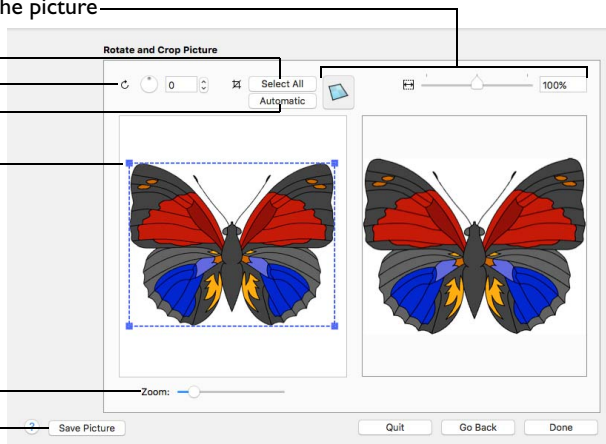 he picture
Rotate and Crop Picture
0
Select All
100%
Automatic
Zoom:
? Save Picture Quit Go Back Done